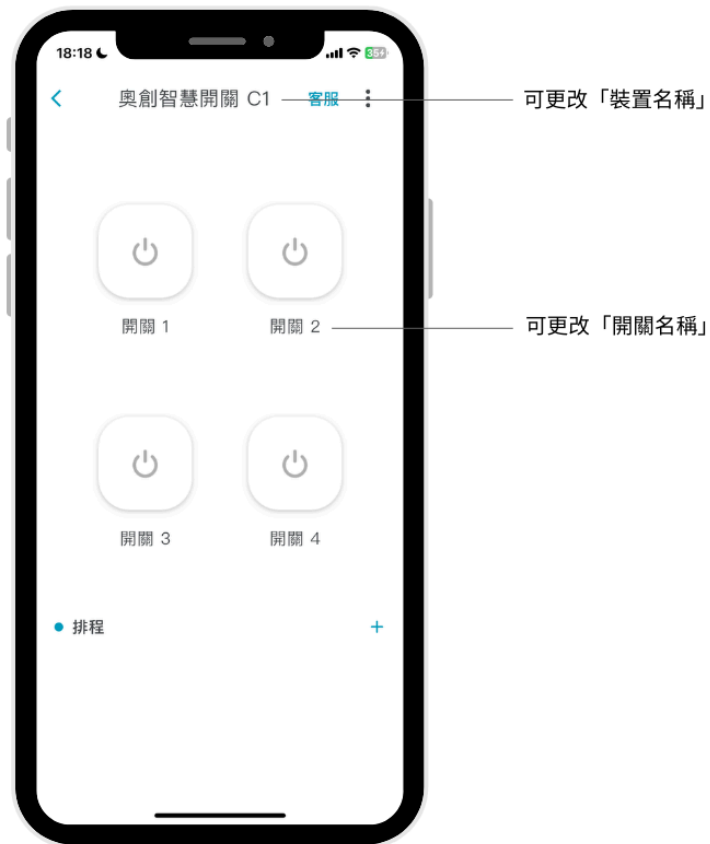 18:18
35
奧創智慧開關 C1
客服
可更改「裝置名稱」
開關 1
開關 2
可更改「開關名稱」
開關 3
開關 4
排程
+